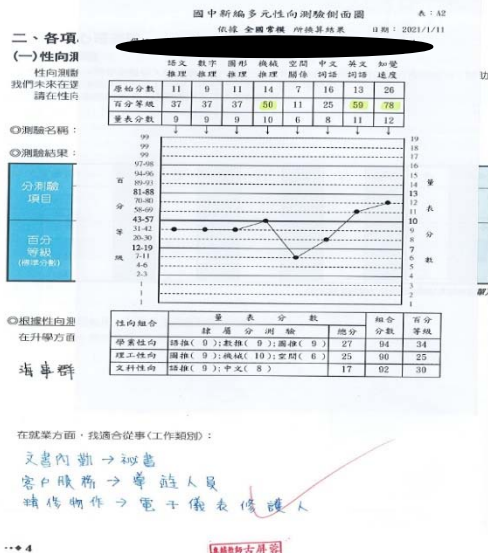 國中新編多元性向測驗側面圖
表：A2
依據 全國常模 所換算結果 日期：2021/1/11
二、各項
(一)性向測
性向測驗
我們未來在選
請在性向
◎測驗名稱：
◎測驗結果：
語文推理 數字推理 圖形推理 機械推理 空間關係 中文詞語 英文詞語 知覺速度
原始分數 11 9 11 14 7 16 13 26
百分等級 37 37 37 50 11 25 59 78
量表分數 9 9 9 10 6 8 11 12
99 19
99 18
99 17
97-98 16
94-96 15
89-93 14
81-88 13
70-80 12
58-69 11
43-57 10
31-42 9
20-30 8
12-19 7
7-11 6
4-6 5
2-3 4
1 3
1 2
1 1
百分等級
量表分數
分測驗項目
百分等級
(標準分數)
性向組合 量表分數 組合分數 百分等級
隸屬分測驗 總分
學業性向 語推( 9 );數推( 9 );圖推( 9 ) 27 94 34
理工性向 圖推( 9 );機械( 10 );空間( 6 ) 25 90 25
文科性向 語推( 9 );中文( 8 ) 17 92 30
◎根據性向測
在升學方面
海事群
在就業方面，我適合從事(工作類別)：
文書內勤→祕書
客戶服務→導遊人員
精修物作→電子儀表修護人
4